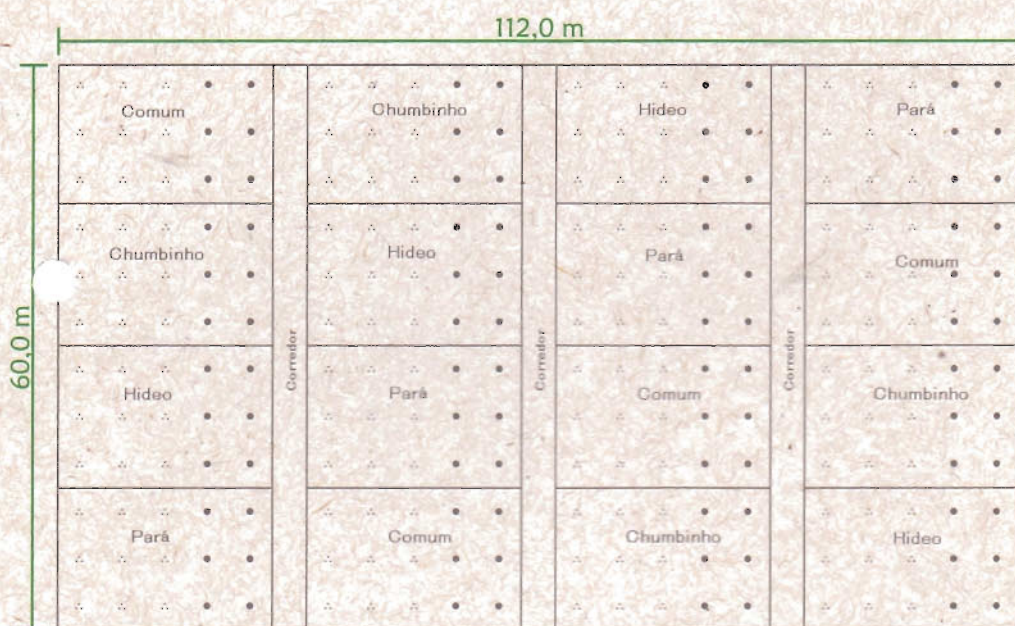 112,0 m
60,0 m
Comum
Chumbinho
Hideo
Pará
Chumbinho
Hideo
Pará
Comum
Corredor
Corredor
Corredor
Hideo
Pará
Comum
Chumbinho
Pará
Comum
Chumbinho
Hideo